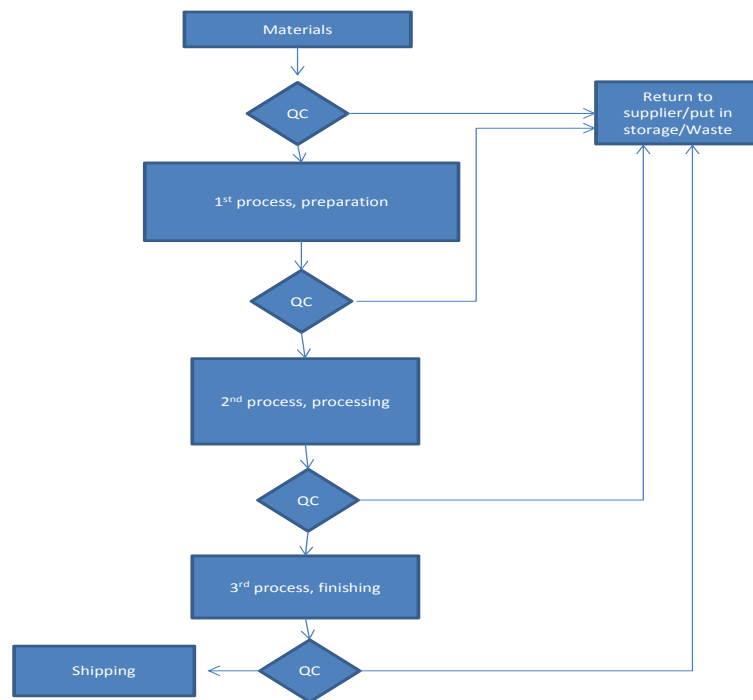 Materials
QC
Return to
supplier/put in
storage/Waste
1st process, preparation
QC
2nd process, processing
QC
3rd process, finishing
Shipping
QC